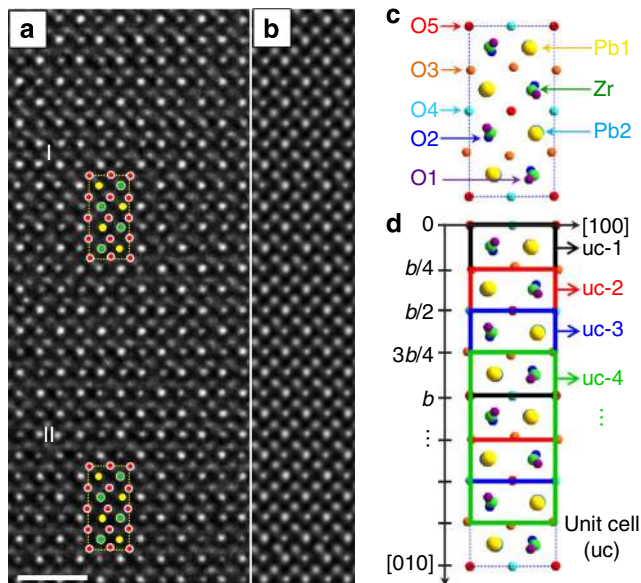 a
b
I
II
c
O5
Pb1
O3
Zr
O4
O2
Pb2
O1
d
0
[100]
uc-1
b/4
uc-2
b/2
uc-3
3b/4
uc-4
b
⋮
...
Unit cell
(uc)
[010]